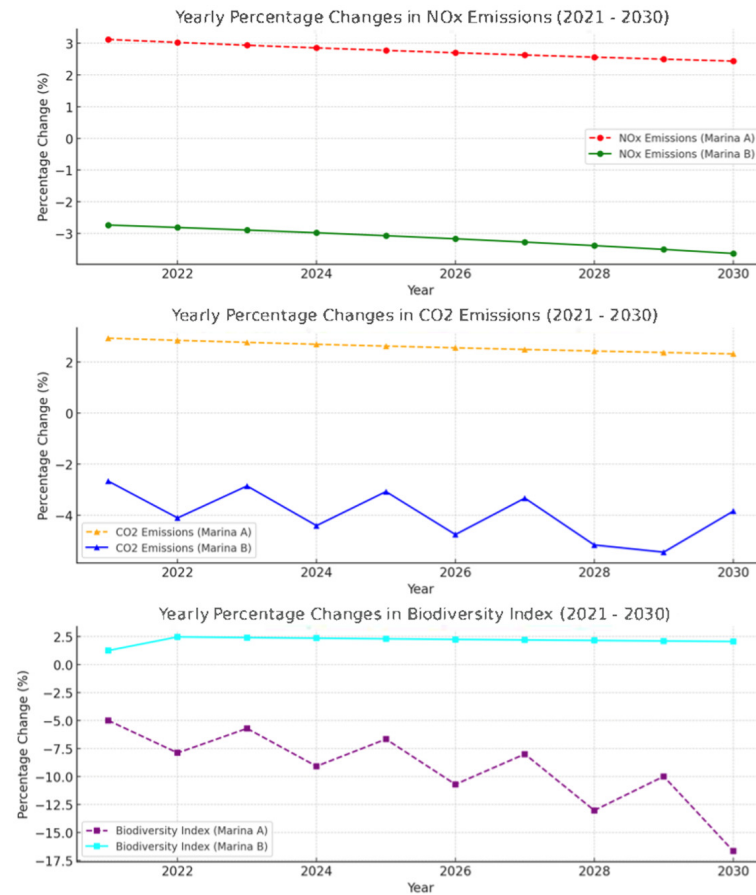 Yearly Percentage Changes in NOx Emissions (2021 - 2030)
3
2
1
0
−1
−2
−3
Percentage Change (%)
NOx Emissions (Marina A)
NOx Emissions (Marina B)
2022 2024 2026 2028 2030
Year
Yearly Percentage Changes in CO2 Emissions (2021 - 2030)
2
0
−2
−4
Percentage Change (%)
CO2 Emissions (Marina A)
CO2 Emissions (Marina B)
2022 2024 2026 2028 2030
Year
Yearly Percentage Changes in Biodiversity Index (2021 - 2030)
2.5
0.0
−2.5
−5.0
−7.5
−10.0
−12.5
−15.0
−17.5
Percentage Change (%)
Biodiversity Index (Marina A)
Biodiversity Index (Marina B)
2022 2024 2026 2028 2030
Year